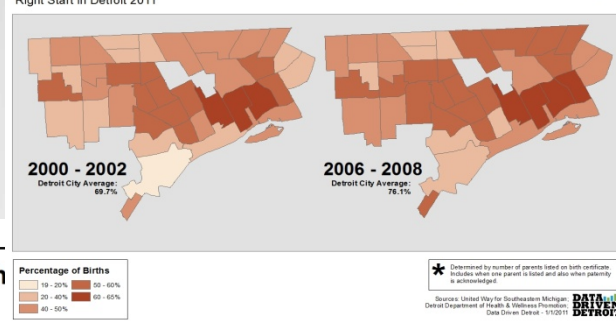 Right Start in Detroit 2011
2000 - 2002
Detroit City Average:
69.7%
2006 - 2008
Detroit City Average:
76.1%
Percentage of Births
19 - 20%
20 - 40%
40 - 50%
50 - 60%
60 - 65%
* Determined by number of parents listed on birth certificate.
Includes when one parent is listed and also when paternity
is acknowledged.
Sources: United Way for Southeastern Michigan;
Detroit Department of Health & Wellness Promotion;
Data Driven Detroit - 1/1/2011
DATA
DRIVEN
DETROIT